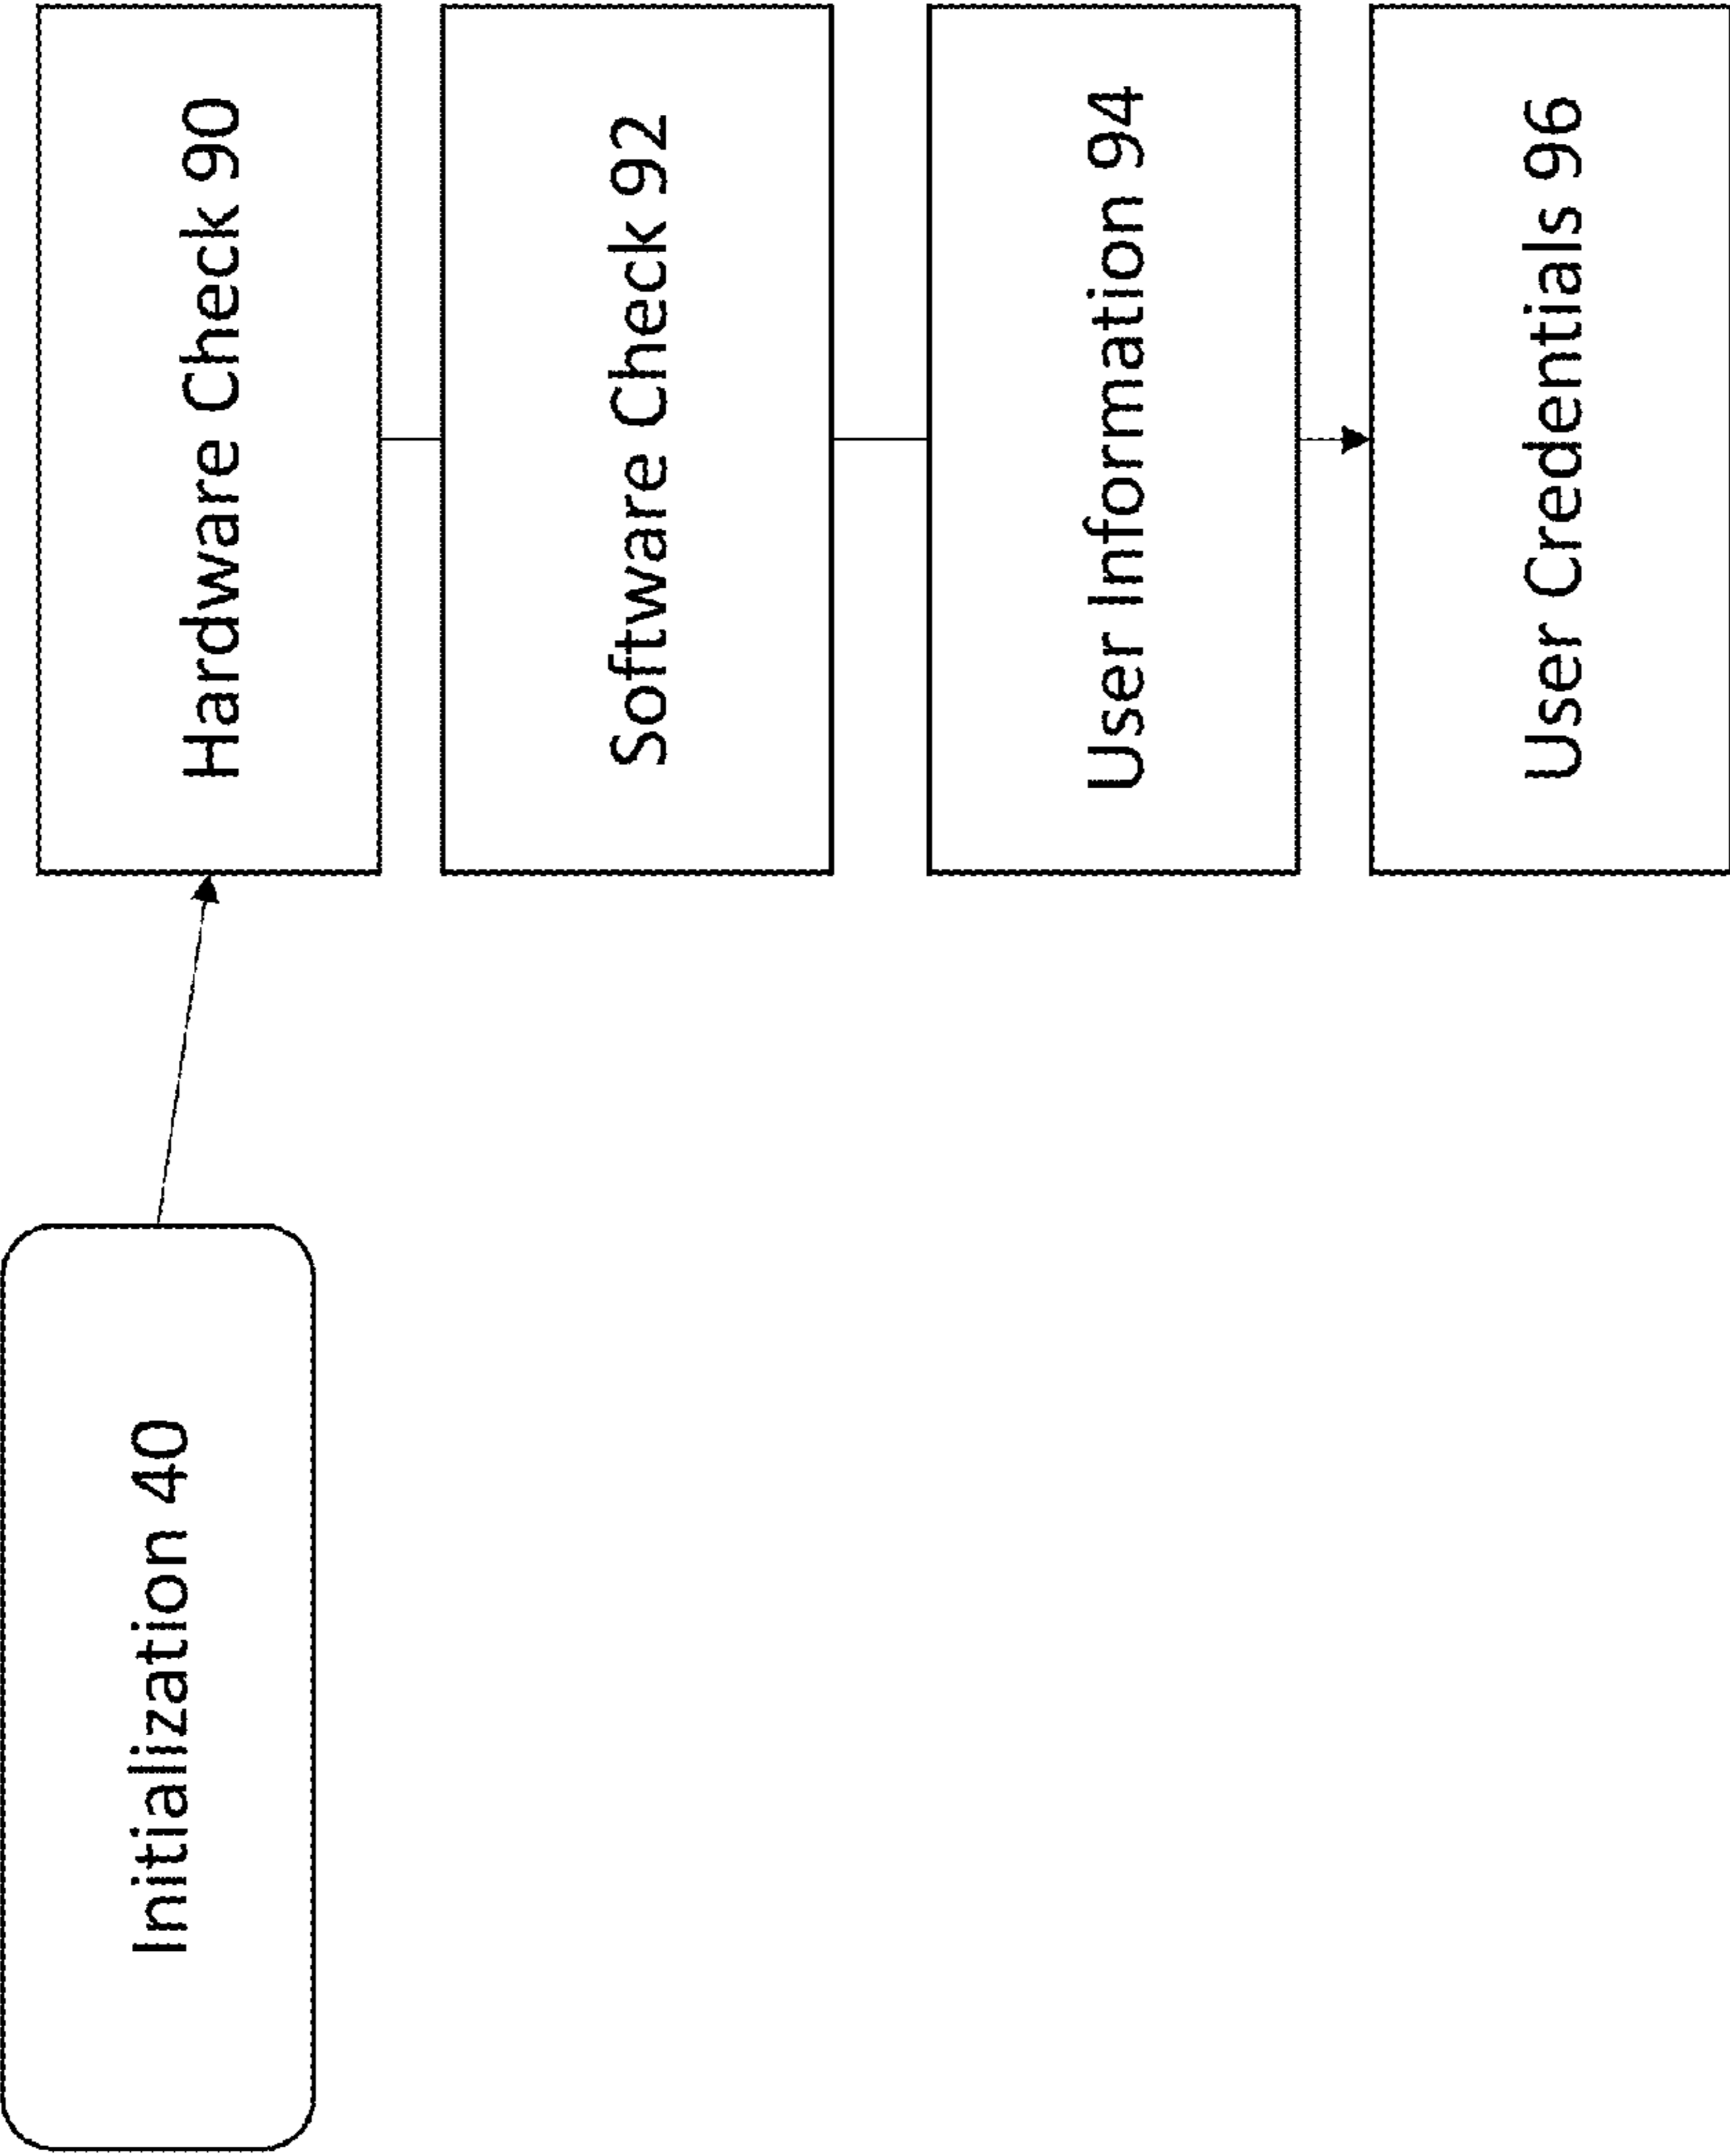 Initialization 40
Hardware Check 90
Software Check 92
User Information 94
User Credentials 96